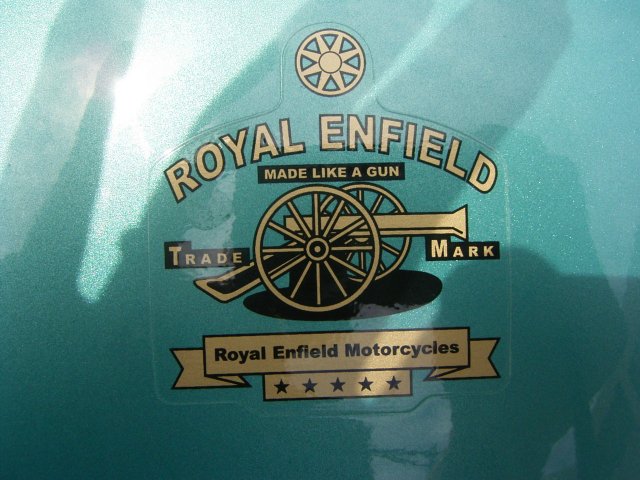 ROYAL ENFIELD
MADE LIKE A GUN
TRADE MARK
Royal Enfield Motorcycles